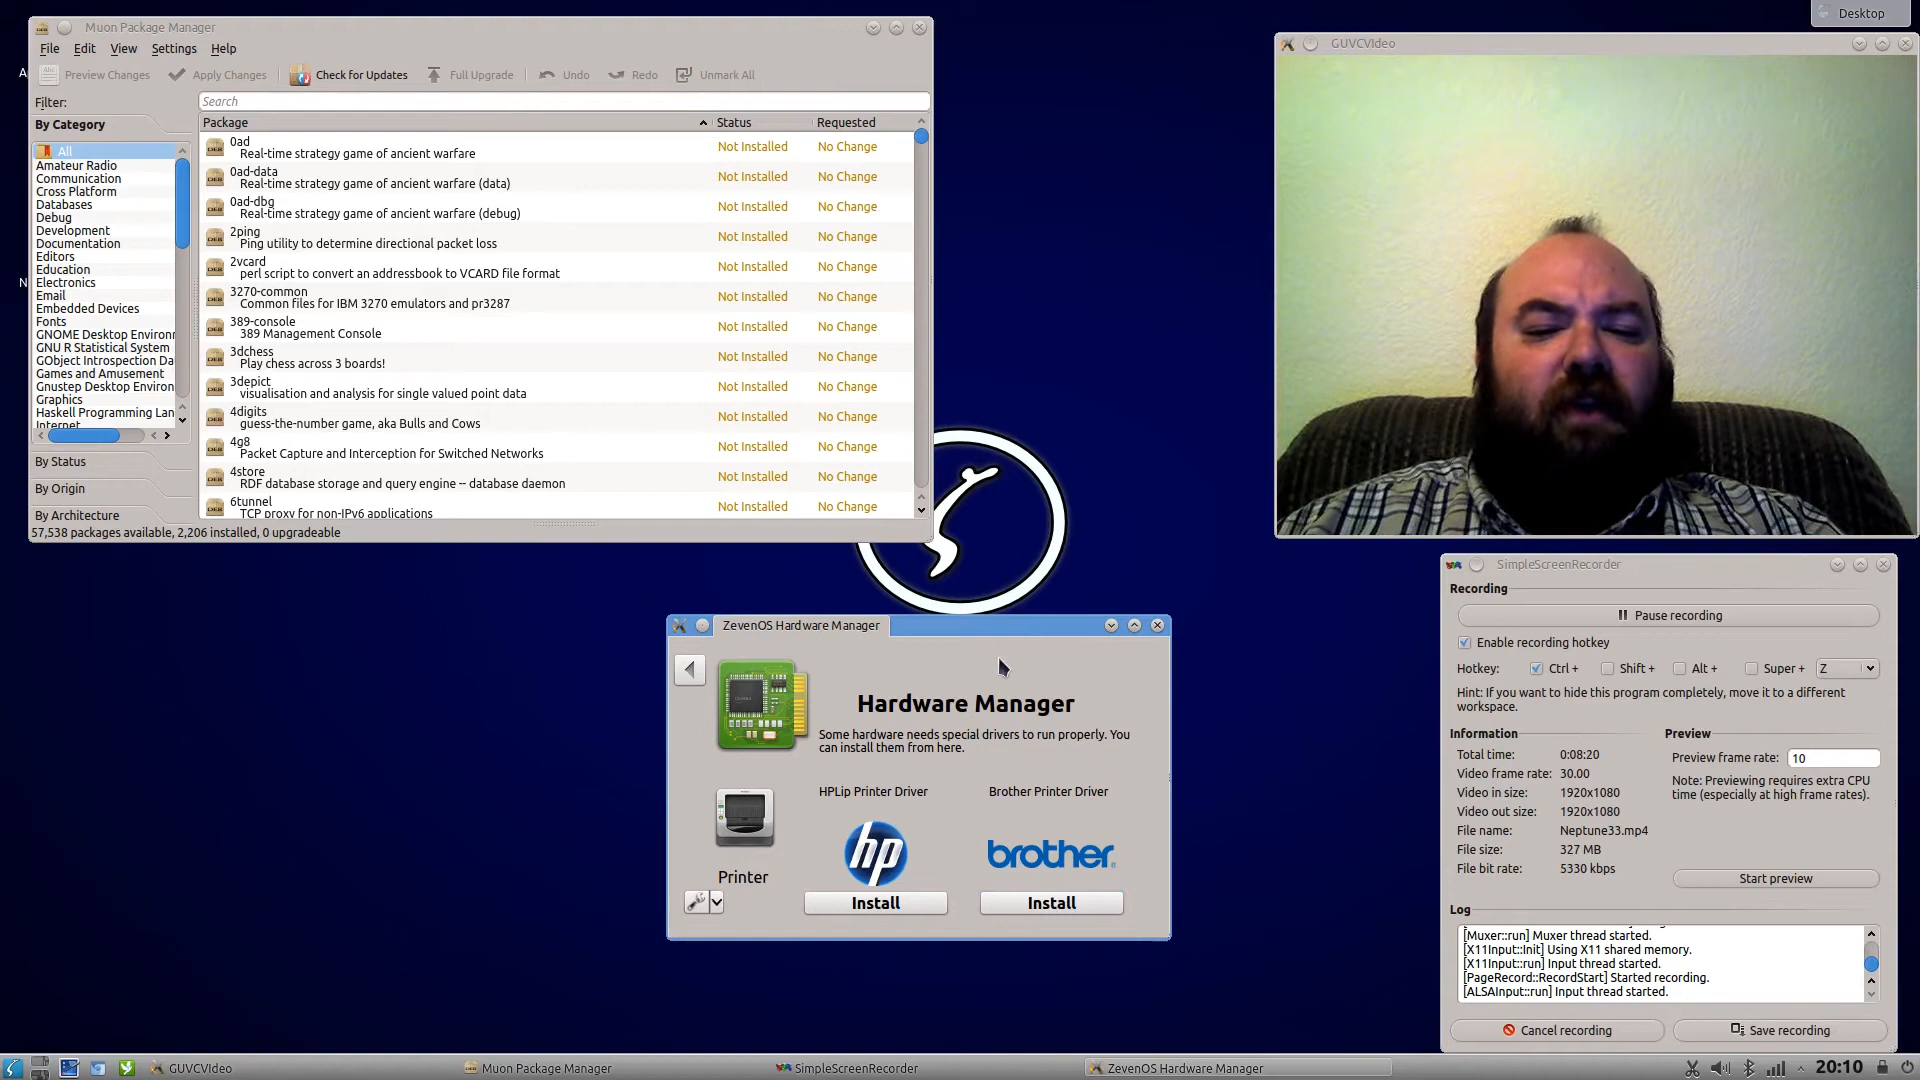 Desktop
Muon Package Manager
File Edit View Settings Help
Preview Changes Apply Changes Check for Updates Full Upgrade Undo Redo Unmark All
Filter:
Search
By Category
Package Status Requested
All
Amateur Radio
Communication
Cross Platform
Databases
Debug
Development
Documentation
Editors
Education
Electronics
Email
Embedded Devices
Fonts
GNOME Desktop Environ
GNU R Statistical System
GObject Introspection Da
Games and Amusement
Gnustep Desktop Environ
Graphics
Haskell Programming Lan
Internet
By Status
By Origin
By Architecture
0ad
Real-time strategy game of ancient warfare
Not Installed No Change
0ad-data
Real-time strategy game of ancient warfare (data)
Not Installed No Change
0ad-dbg
Real-time strategy game of ancient warfare (debug)
Not Installed No Change
2ping
Ping utility to determine directional packet loss
Not Installed No Change
2vcard
perl script to convert an addressbook to VCARD file format
Not Installed No Change
3270-common
Common files for IBM 3270 emulators and pr3287
Not Installed No Change
389-console
389 Management Console
Not Installed No Change
3dchess
Play chess across 3 boards!
Not Installed No Change
3depict
visualisation and analysis for single valued point data
Not Installed No Change
4digits
guess-the-number game, aka Bulls and Cows
Not Installed No Change
4g8
Packet Capture and Interception for Switched Networks
Not Installed No Change
4store
RDF database storage and query engine -- database daemon
Not Installed No Change
6tunnel
TCP proxy for non-IPv6 applications
Not Installed No Change
57,538 packages available, 2,206 installed, 0 upgradeable
GUVCVideo
ZevenOS Hardware Manager
Hardware Manager
Some hardware needs special drivers to run properly. You
can install them from here.
HPLip Printer Driver Brother Printer Driver
hp brother
Printer
Install Install
SimpleScreenRecorder
Recording
Pause recording
Enable recording hotkey
Hotkey: Ctrl + Shift + Alt + Super + Z
Hint: If you want to hide this program completely, move it to a different
workspace.
Information
Total time: 0:08:20
Video frame rate: 30.00
Video in size: 1920x1080
Video out size: 1920x1080
File name: Neptune33.mp4
File size: 327 MB
File bit rate: 5330 kbps
Preview
Preview frame rate: 10
Note: Previewing requires extra CPU
time (especially at high frame rates).
Start preview
Log
[Muxer::run] Muxer thread started.
[X11Input::Init] Using X11 shared memory.
[X11Input::run] Input thread started.
[PageRecord::RecordStart] Started recording.
[ALSAInput::run] Input thread started.
Cancel recording Save recording
GUVCVideo Muon Package Manager SimpleScreenRecorder ZevenOS Hardware Manager 20:10